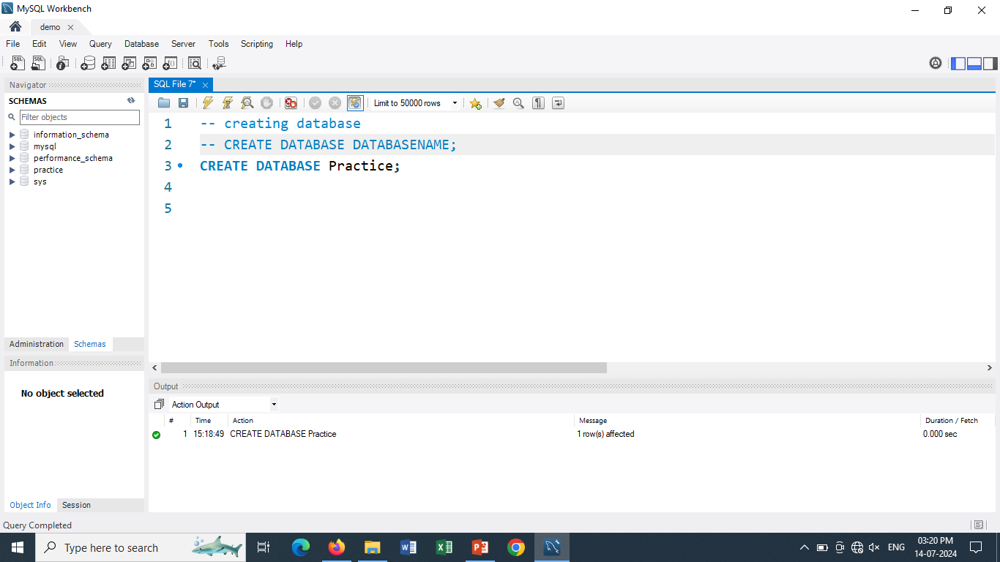 MySQL Workbench
demo
File Edit View Query Database Server Tools Scripting Help
Navigator
SCHEMAS
Filter objects
information_schema
mysql
performance_schema
practice
sys
Administration Schemas
Information
No object selected
Object Info Session
SQL File 7*
Limit to 50000 rows
1 -- creating database
2 -- CREATE DATABASE DATABASENAME;
3 CREATE DATABASE Practice;
4
5
Output
Action Output
# Time Action Message Duration / Fetch
1 15:18:49 CREATE DATABASE Practice 1 row(s) affected 0.000 sec
Query Completed
Type here to search
ENG
03:20 PM
14-07-2024